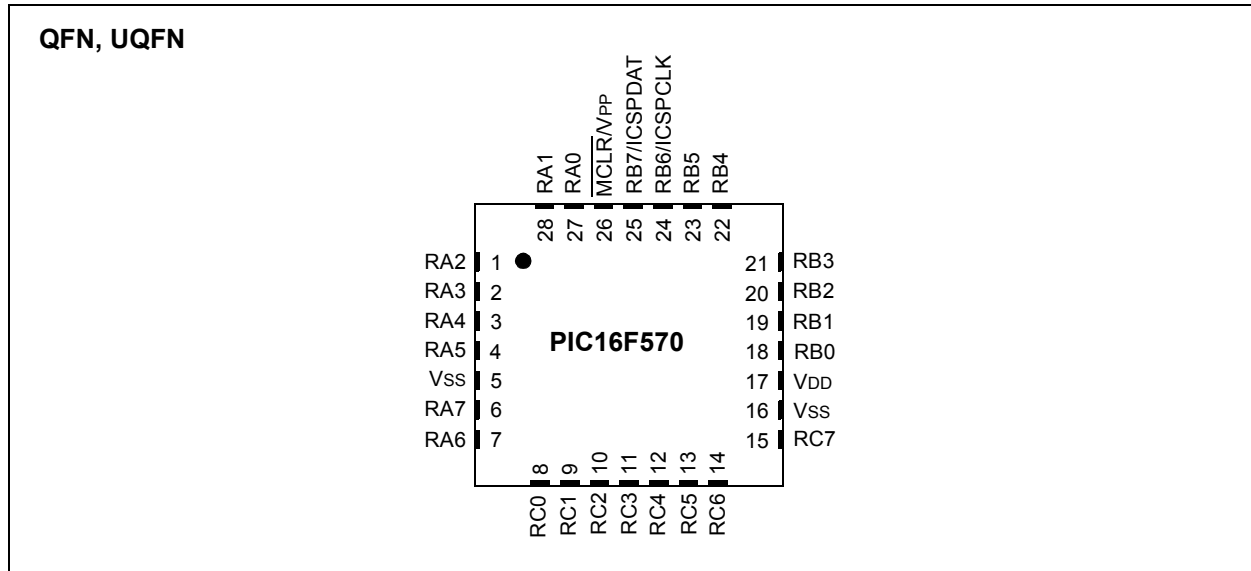 QFN, UQFN
RA1
RA0
MCLR/VPP
RB7/ICSPDAT
RB6/ICSPCLK
RB5
RB4
28
27
26
25
24
23
22
RA2 1
RA3 2
RA4 3
RA5 4
VSS 5
RA7 6
RA6 7
PIC16F570
21 RB3
20 RB2
19 RB1
18 RB0
17 VDD
16 VSS
15 RC7
8
9
10
11
12
13
14
RC0
RC1
RC2
RC3
RC4
RC5
RC6